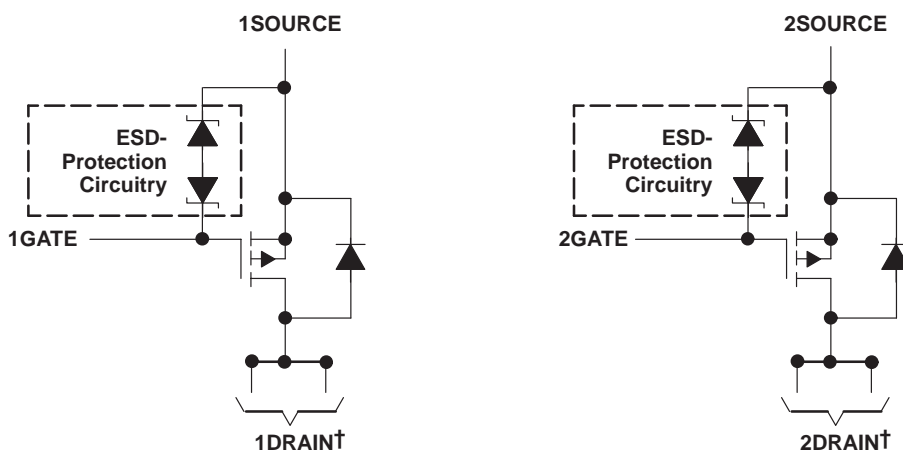 1SOURCE
2SOURCE
ESD-
Protection
Circuitry
ESD-
Protection
Circuitry
1GATE
2GATE
1DRAIN†
2DRAIN†